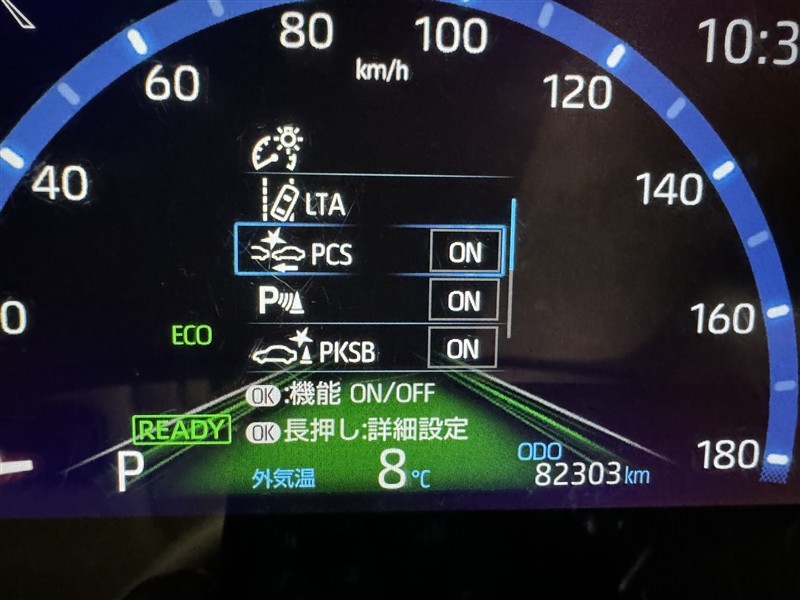 80
100
10:3
km/h
60
120
40
140
LTA
PCS ON
P ON
0
160
ECO
PKSB ON
OK:機能 ON/OFF
READY
OK長押し:詳細設定
180
P
外気温 8℃
ODO
82303km